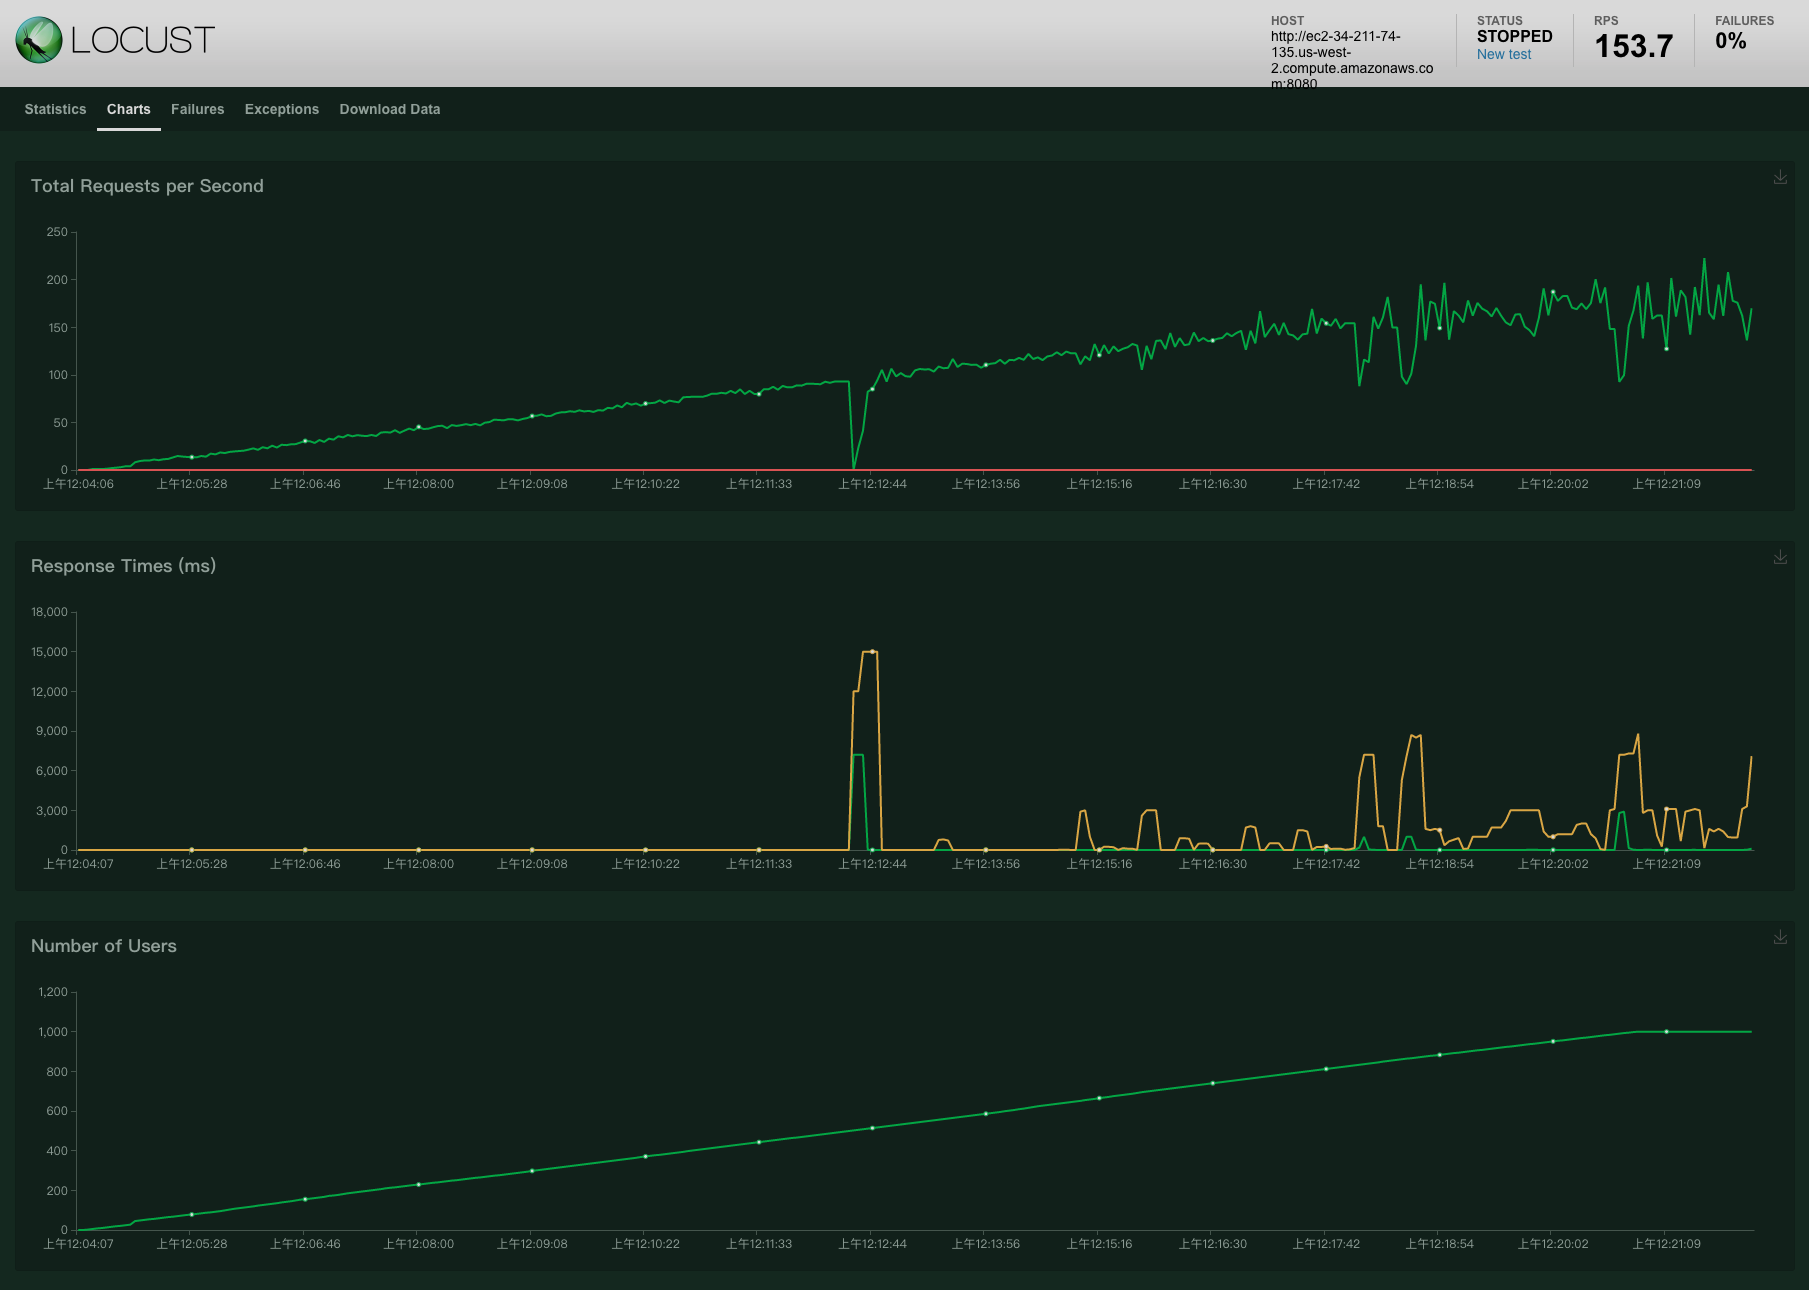 LOCUST
HOST
http://ec2-34-211-74-
135.us-west-
2.compute.amazonaws.co
m:8080
STATUS
STOPPED
New test
RPS
153.7
FAILURES
0%
Statistics Charts Failures Exceptions Download Data
Total Requests per Second
250
200
150
100
50
0
上午12:04:06 上午12:05:28 上午12:06:46 上午12:08:00 上午12:09:08 上午12:10:22 上午12:11:33 上午12:12:44 上午12:13:56 上午12:15:16 上午12:16:30 上午12:17:42 上午12:18:54 上午12:20:02 上午12:21:09
Response Times (ms)
18,000
15,000
12,000
9,000
6,000
3,000
0
上午12:04:07 上午12:05:28 上午12:06:46 上午12:08:00 上午12:09:08 上午12:10:22 上午12:11:33 上午12:12:44 上午12:13:56 上午12:15:16 上午12:16:30 上午12:17:42 上午12:18:54 上午12:20:02 上午12:21:09
Number of Users
1,200
1,000
800
600
400
200
0
上午12:04:07 上午12:05:28 上午12:06:46 上午12:08:00 上午12:09:08 上午12:10:22 上午12:11:33 上午12:12:44 上午12:13:56 上午12:15:16 上午12:16:30 上午12:17:42 上午12:18:54 上午12:20:02 上午12:21:09